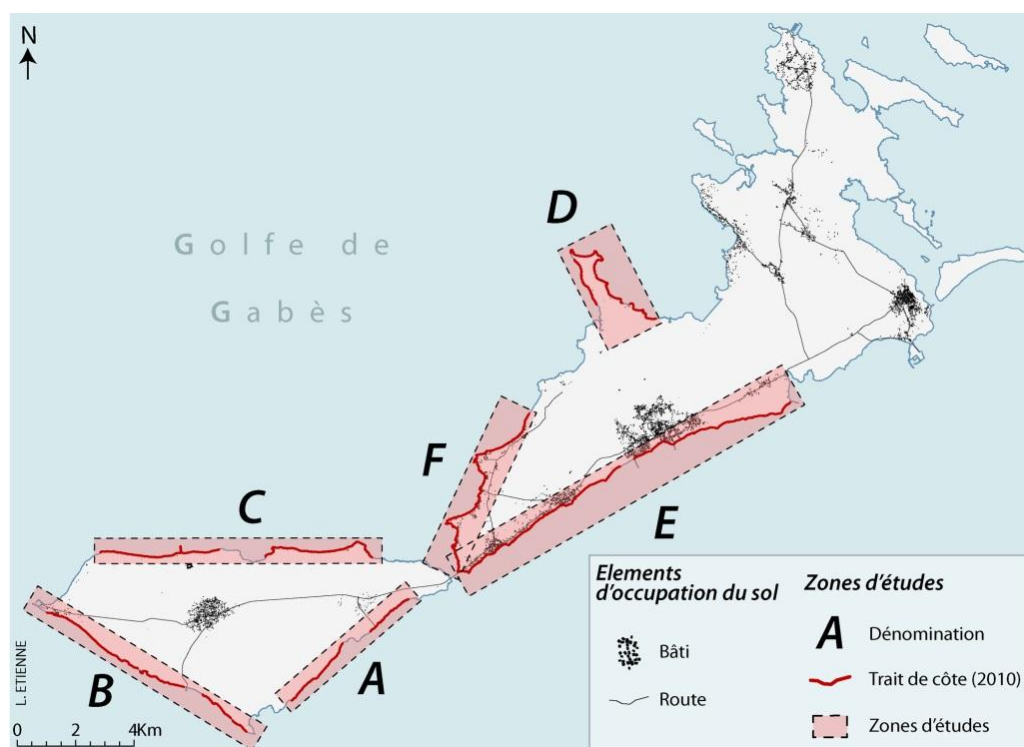 N
Golfe de
Gabès
D
F
C
E
B
A
L. ETIENNE
0 2 4Km
Elements
d'occupation du sol
Bâti
Route
Zones d'études
A Dénomination
Trait de côte (2010)
Zones d'études